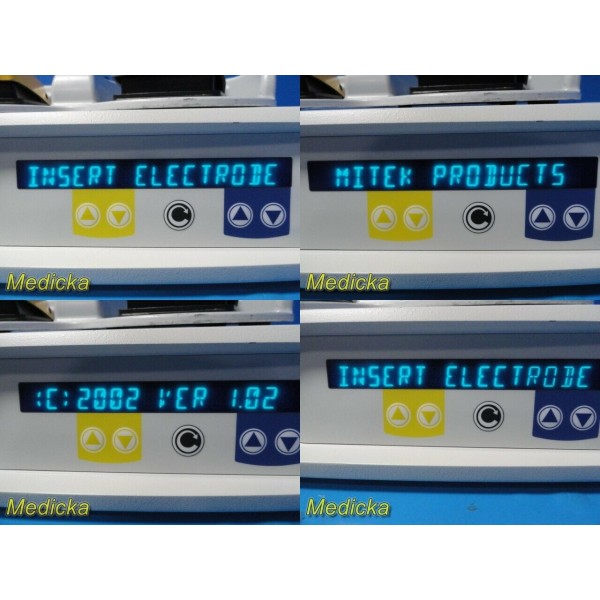 INSERT ELECTRODE
Medicka
MITEK PRODUCTS
Medicka
:C:2002 VER 1.02
Medicka
INSERT ELECTRODE
Medicka